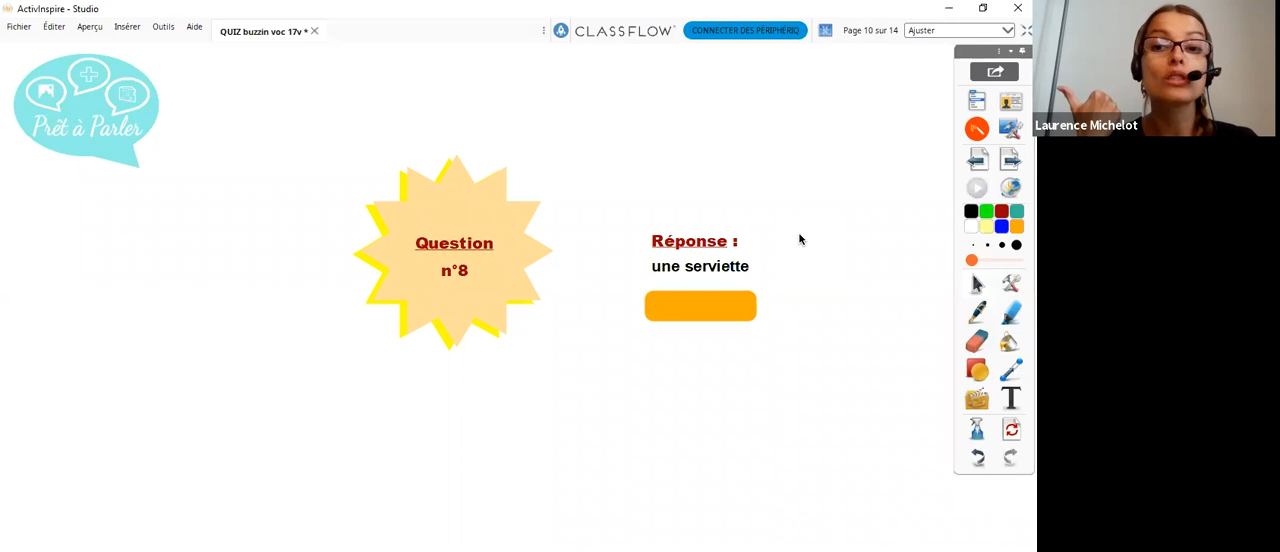 ActivInspire - Studio
Fichier Éditer Aperçu Insérer Outils Aide
QUIZ buzzin voc 17v *
CLASSFLOW
CONNECTER DES PÉRIPHÉRIQ
Page 10 sur 14
Ajuster
Laurence Michelot
Prêt à Parler
Question
n°8
Réponse :
une serviette
T